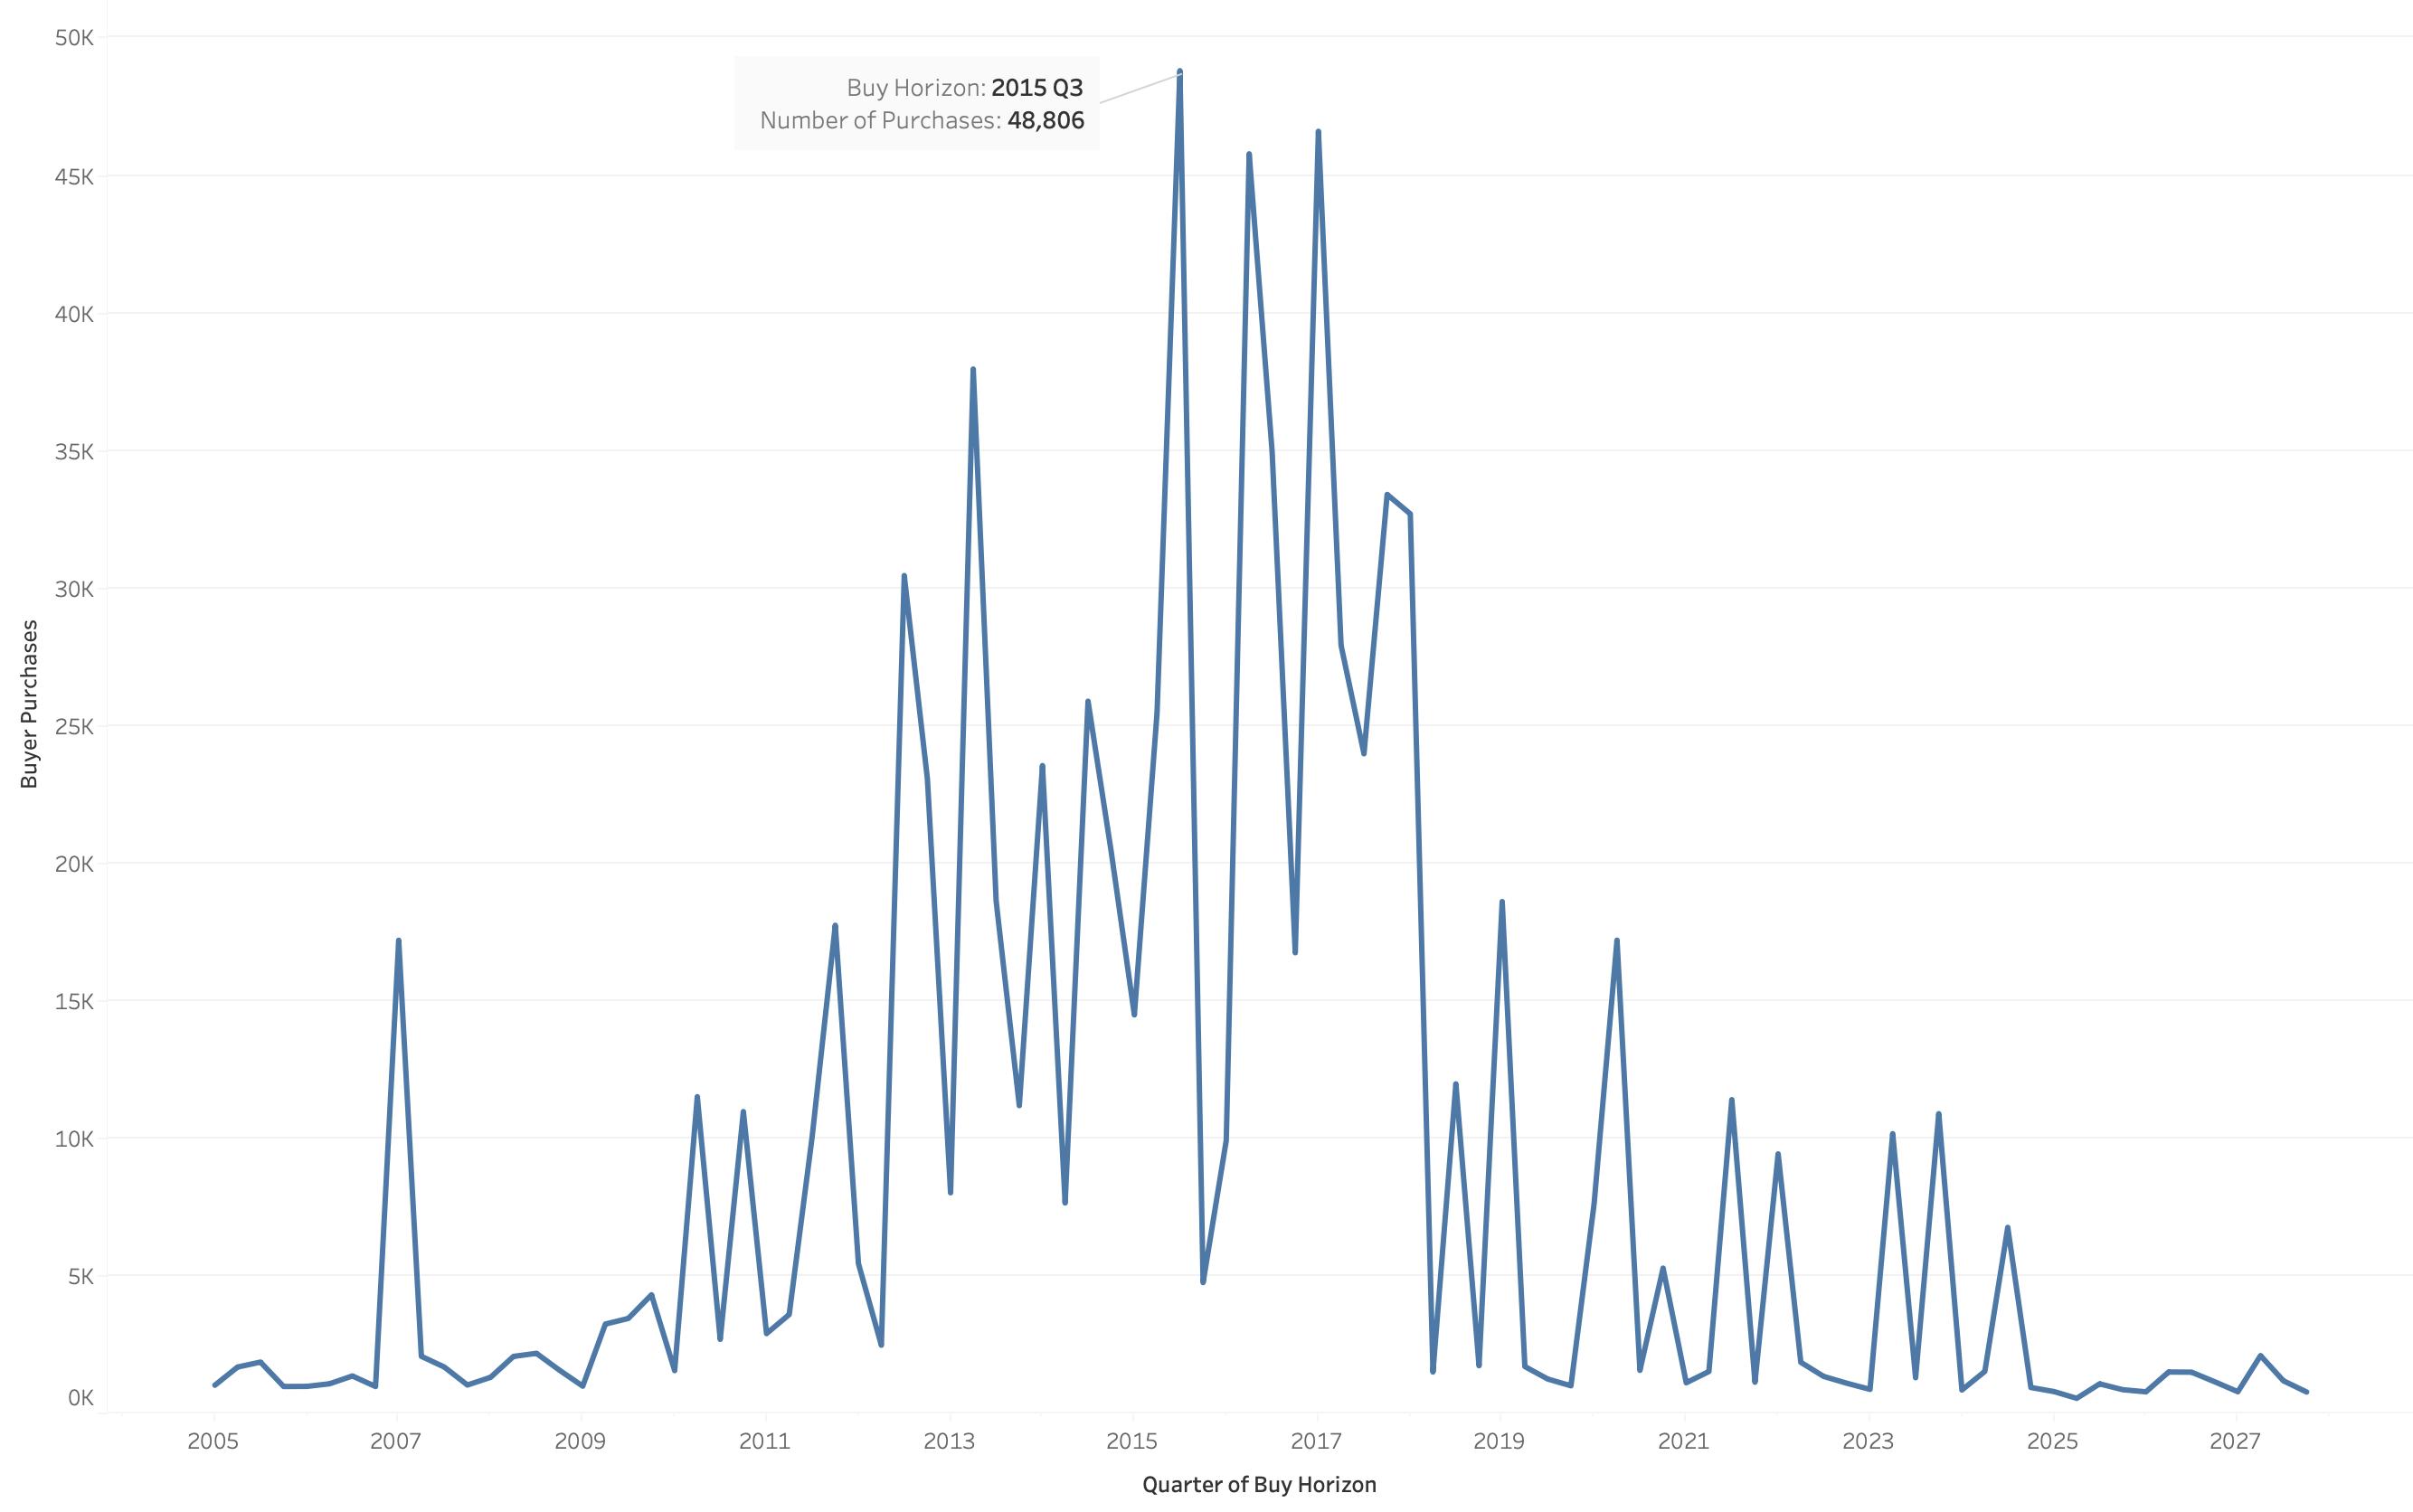 50K
Buy Horizon: 2015 Q3
Number of Purchases: 48,806
45K
40K
35K
30K
Buyer Purchases
25K
20K
15K
10K
5K
0K
2005 2007 2009 2011 2013 2015 2017 2019 2021 2023 2025 2027
Quarter of Buy Horizon